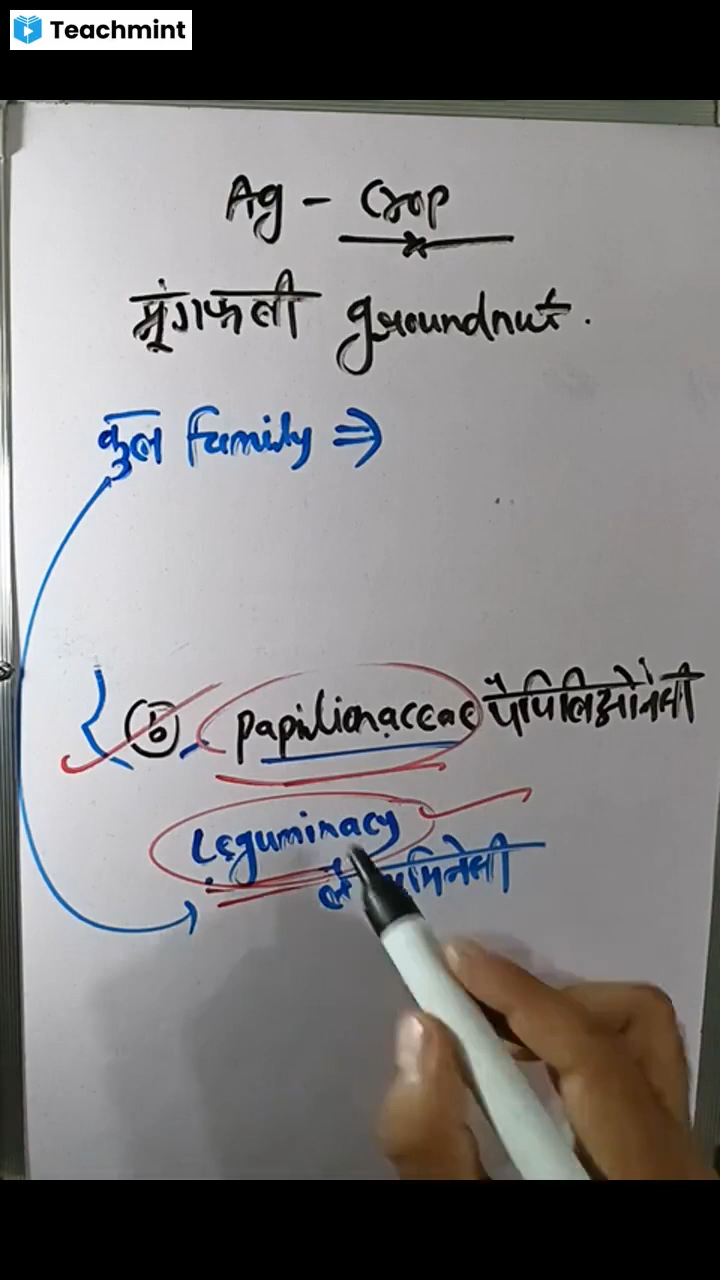 Teachmint
Ag - Crop
मूंगफली groundnut.
कुल Family ⇒
(b) papilionaceae पैपिलिओनेसी
Leguminacy